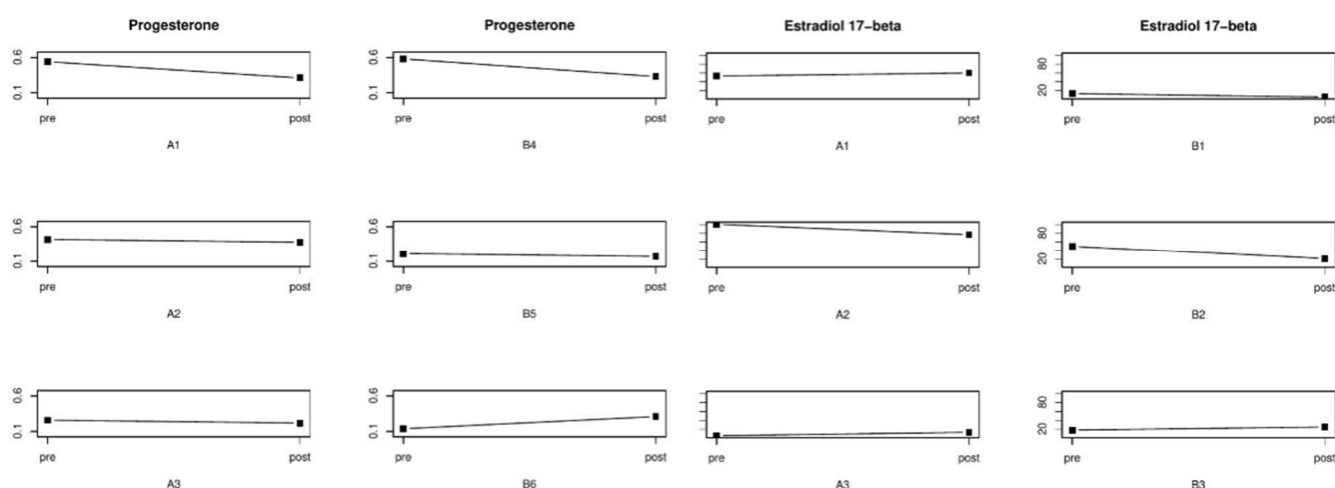 Progesterone Progesterone Estradiol 17-beta Estradiol 17-beta
0.6 0.6 80
0.1 0.1 20
pre post pre post pre post pre post
A1 B4 A1 B1
0.6 0.6 80
0.1 0.1 20
pre post pre post pre post pre post
A2 B5 A2 B2
0.6 0.6 80
0.1 0.1 20
pre post pre post pre post pre post
A3 B6 A3 B3